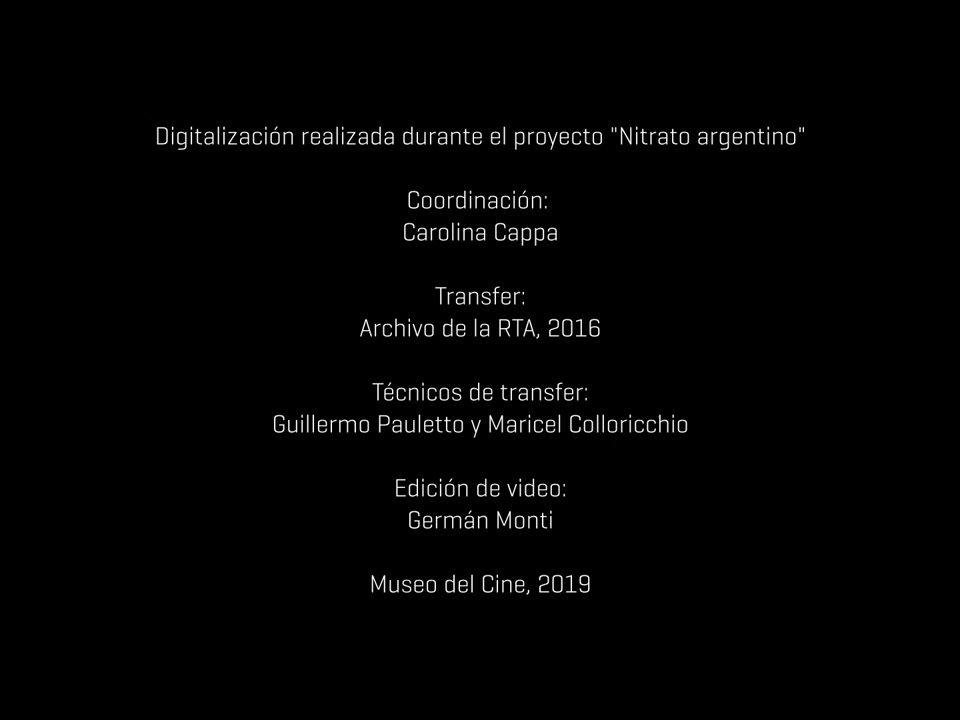 Digitalización realizada durante el proyecto "Nitrato argentino"
Coordinación:
Carolina Cappa
Transfer:
Archivo de la RTA, 2016
Técnicos de transfer:
Guillermo Pauletto y Maricel Colloricchio
Edición de video:
Germán Monti
Museo del Cine, 2019